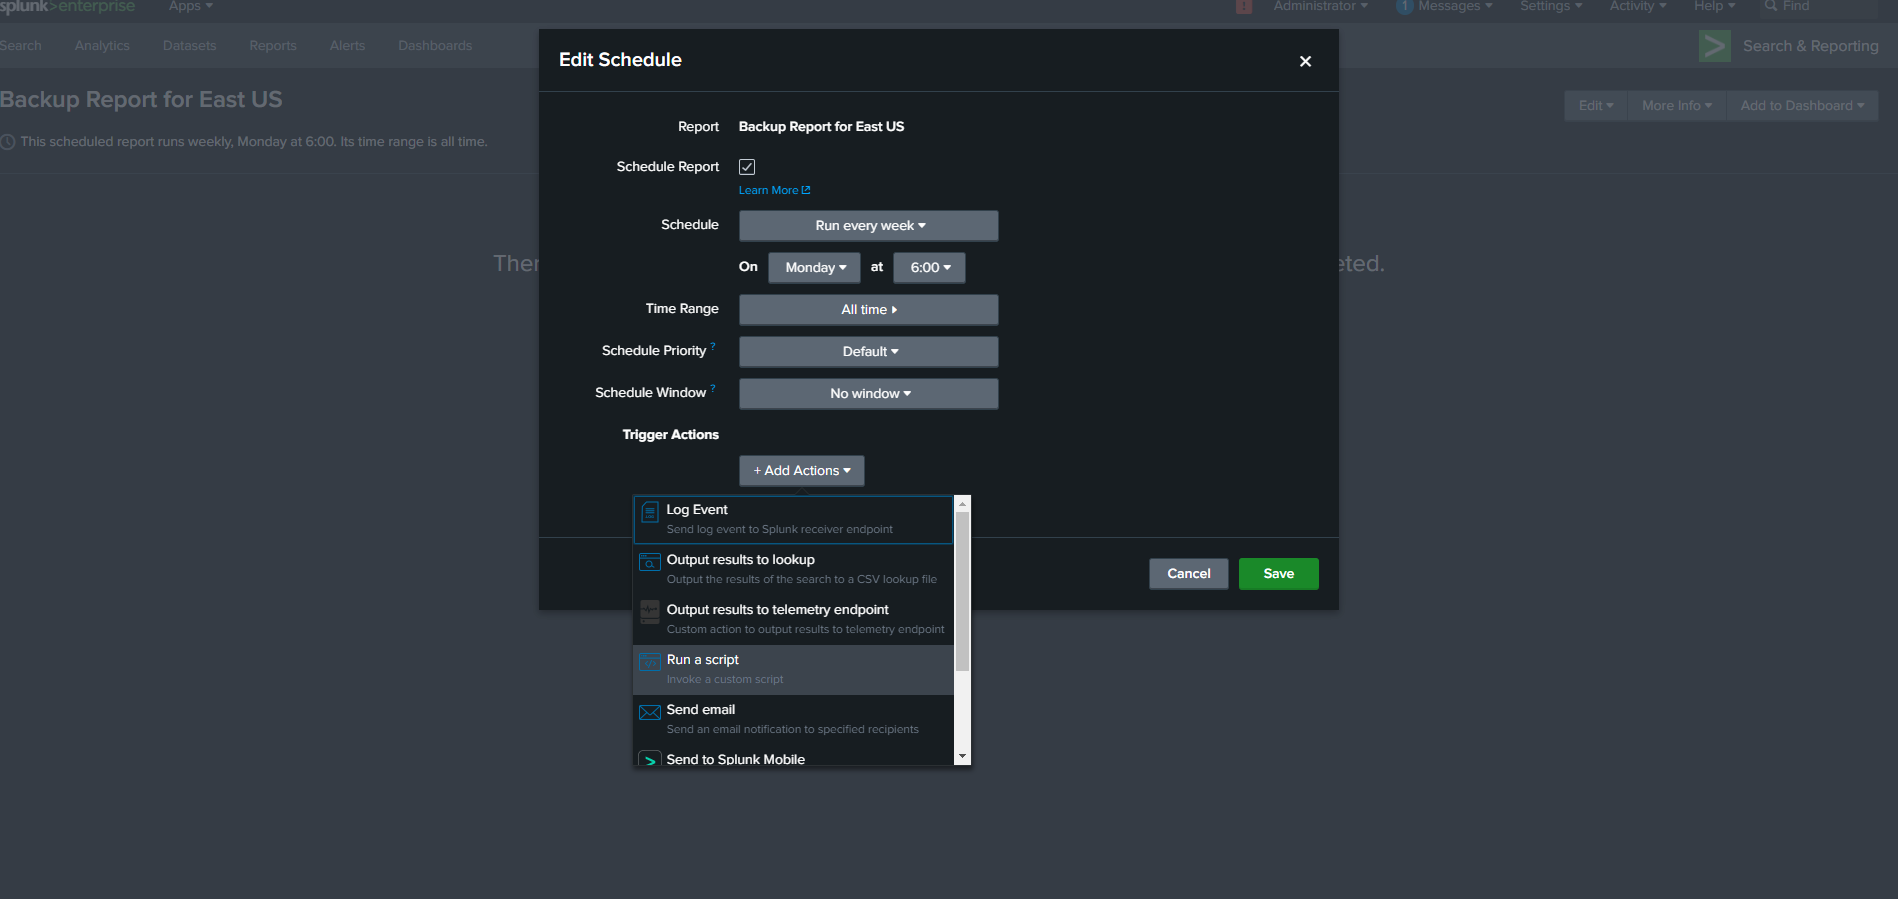 splunk>enterprise Apps
! Administrator 1 Messages Settings Activity Help Find
Search Analytics Datasets Reports Alerts Dashboards
> Search & Reporting
Edit Schedule
Backup Report for East US
Edit More Info Add to Dashboard
This scheduled report runs weekly, Monday at 6:00. Its time range is all time.
Report Backup Report for East US
Schedule Report
Learn More
Schedule Run every week
On Monday at 6:00
Time Range All time
Schedule Priority ? Default
Schedule Window ? No window
Trigger Actions
+ Add Actions
Log Event
Send log event to Splunk receiver endpoint
Output results to lookup
Output the results of the search to a CSV lookup file
Output results to telemetry endpoint
Custom action to output results to telemetry endpoint
Run a script
Invoke a custom script
Send email
Send an email notification to specified recipients
Send to Splunk Mobile
Cancel Save